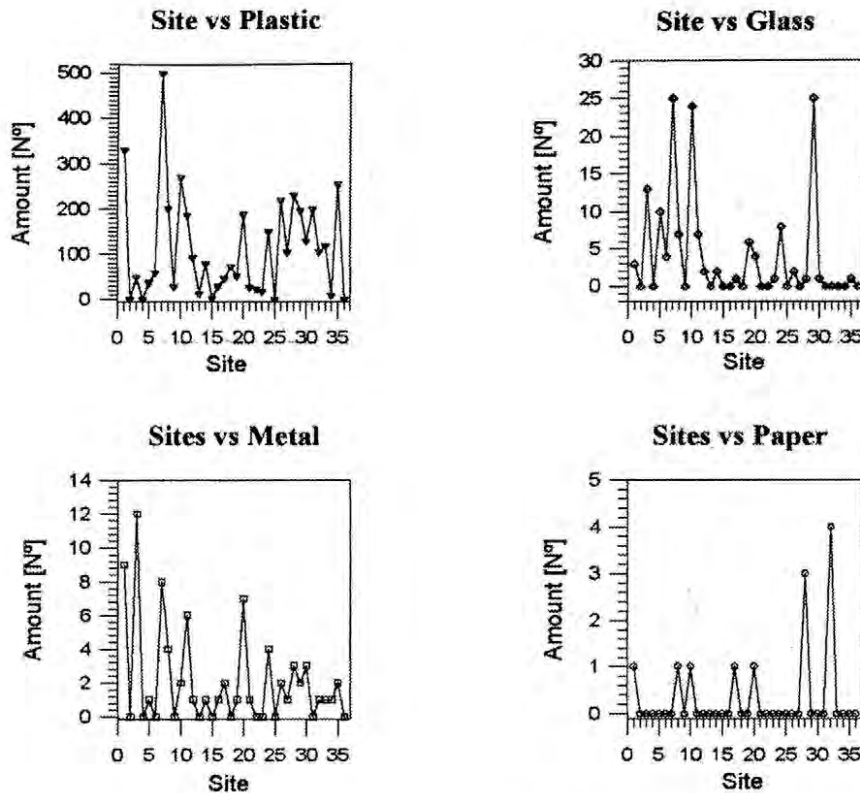 Site vs Plastic
Amount [Nº]
500
400
300
200
100
0
0 5 10 15 20 25 30 35
Site
Site vs Glass
Amount [Nº]
30
25
20
15
10
5
0
0 5 10 15 20 25 30 35
Site
Sites vs Metal
Amount [Nº]
14
12
10
8
6
4
2
0
0 5 10 15 20 25 30 35
Site
Sites vs Paper
Amount [Nº]
5
4
3
2
1
0
0 5 10 15 20 25 30 35
Site